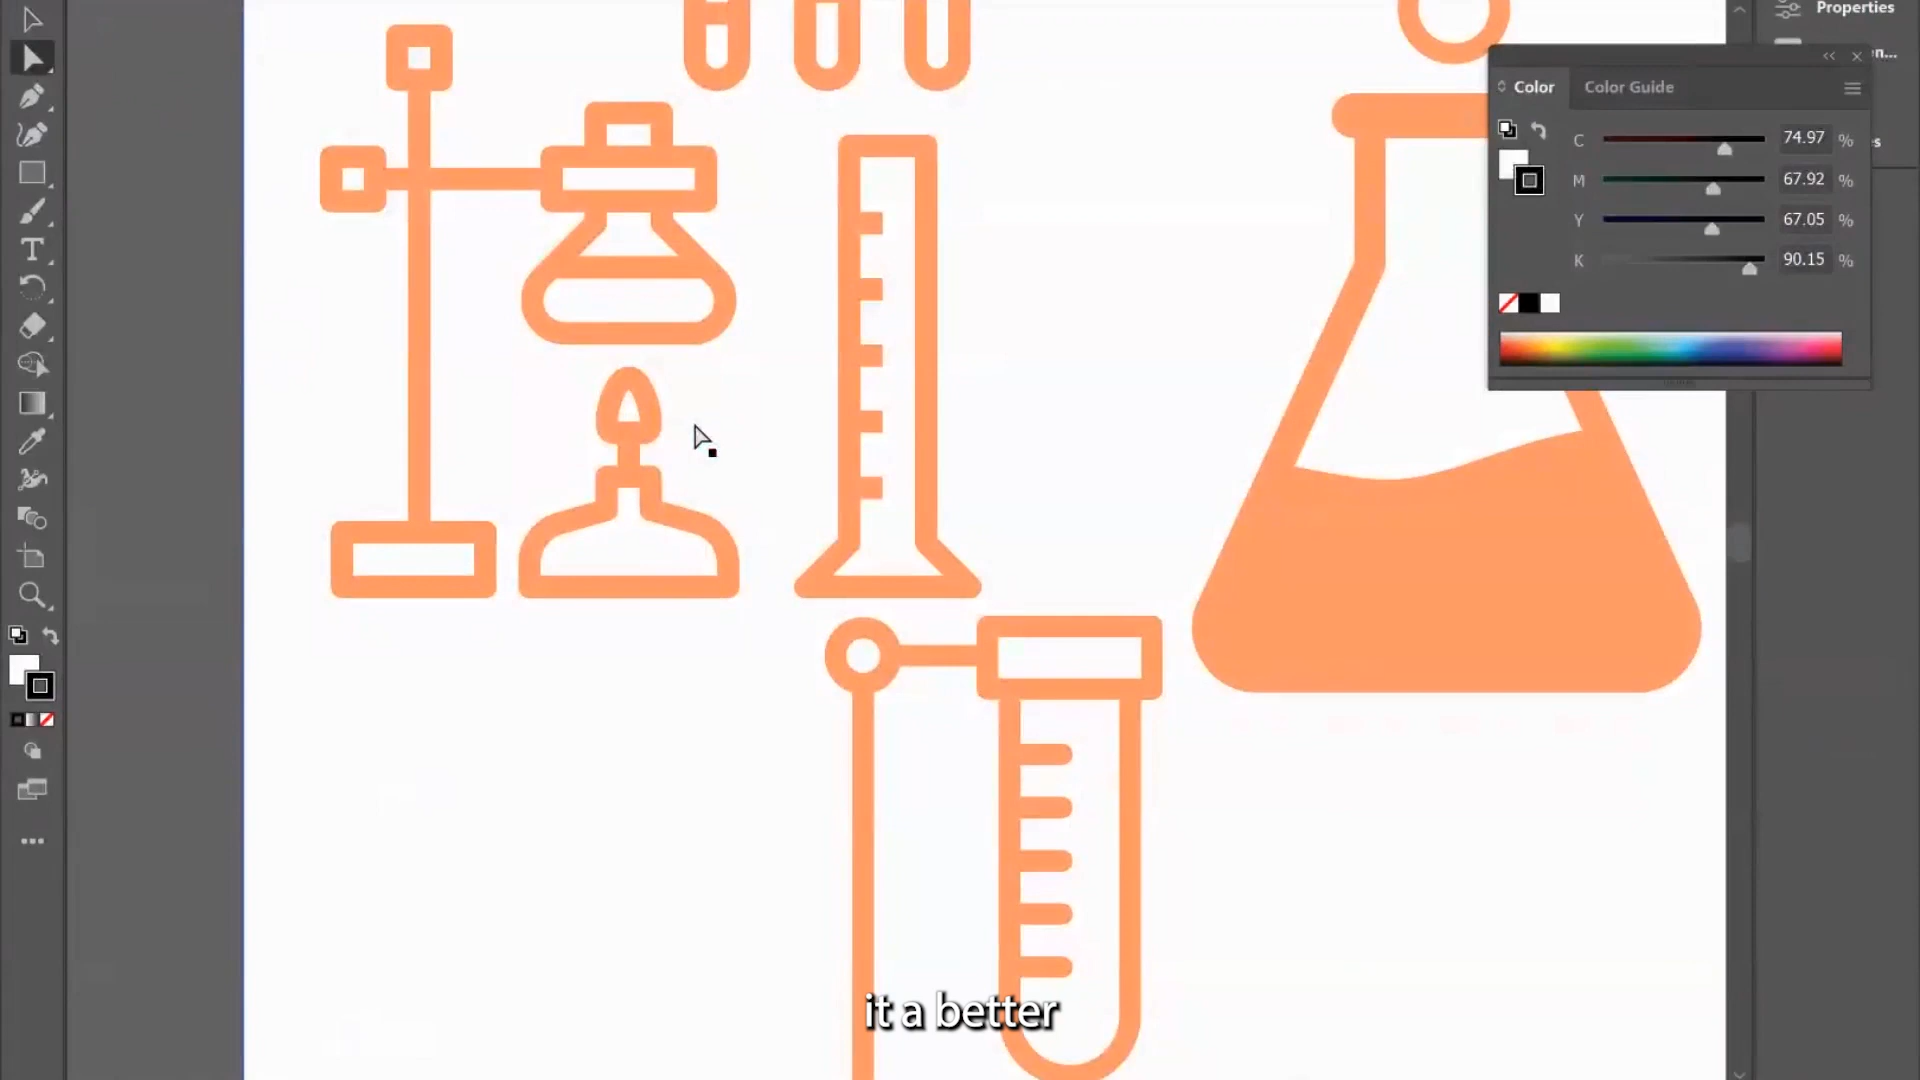 Properties
n...
Color
Color Guide
C 74.97 %
M 67.92 %
s
Y 67.05 %
K 90.15 %
it a better